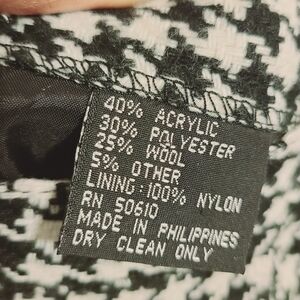 40% ACRYLIC
30% POLYESTER
25% WOOL
5% OTHER
LINING:100% NYLON
RN 50610
MADE IN PHILIPPINES
DRY CLEAN ONLY